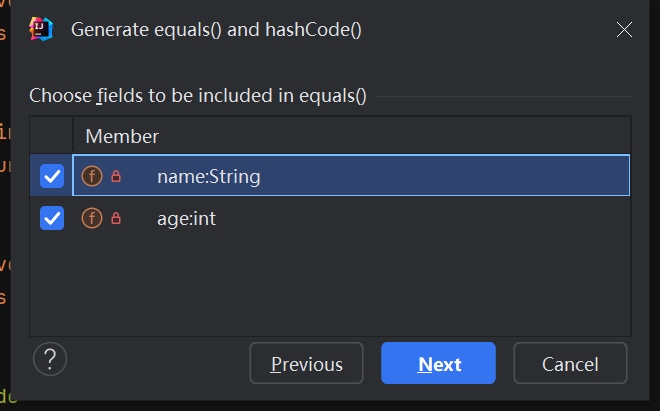 Generate equals() and hashCode()
Choose fields to be included in equals()
Member
f name:String
f age:int
? Previous Next Cancel